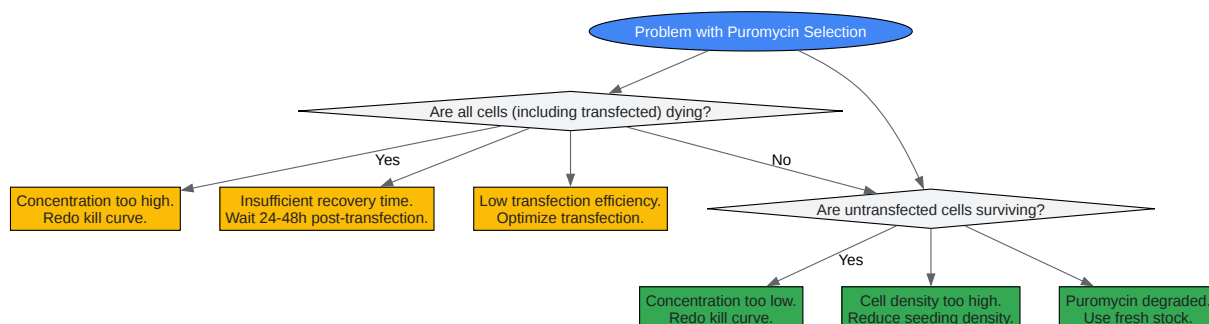 Problem with Puromycin Selection
Are all cells (including transfected) dying?
Yes
No
Concentration too high.
Redo kill curve.
Insufficient recovery time.
Wait 24-48h post-transfection.
Low transfection efficiency.
Optimize transfection.
Are untransfected cells surviving?
Yes
Concentration too low.
Redo kill curve.
Cell density too high.
Reduce seeding density.
Puromycin degraded.
Use fresh stock.